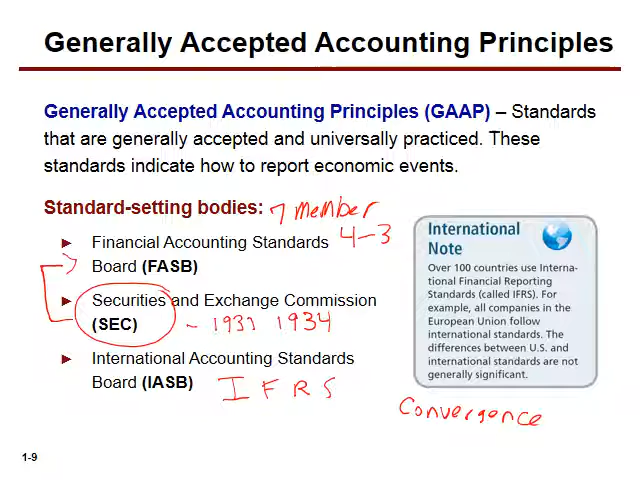 Generally Accepted Accounting Principles
Generally Accepted Accounting Principles (GAAP) – Standards
that are generally accepted and universally practiced. These
standards indicate how to report economic events.
Standard-setting bodies: 7 member
4-3
► Financial Accounting Standards
Board (FASB)
► Securities and Exchange Commission
(SEC) - 1933 1934
► International Accounting Standards
Board (IASB) IFRS
International
Note
Over 100 countries use Interna-
tional Financial Reporting
Standards (called IFRS). For
example, all companies in the
European Union follow
international standards. The
differences between U.S. and
international standards are not
generally significant.
Convergence
1-9